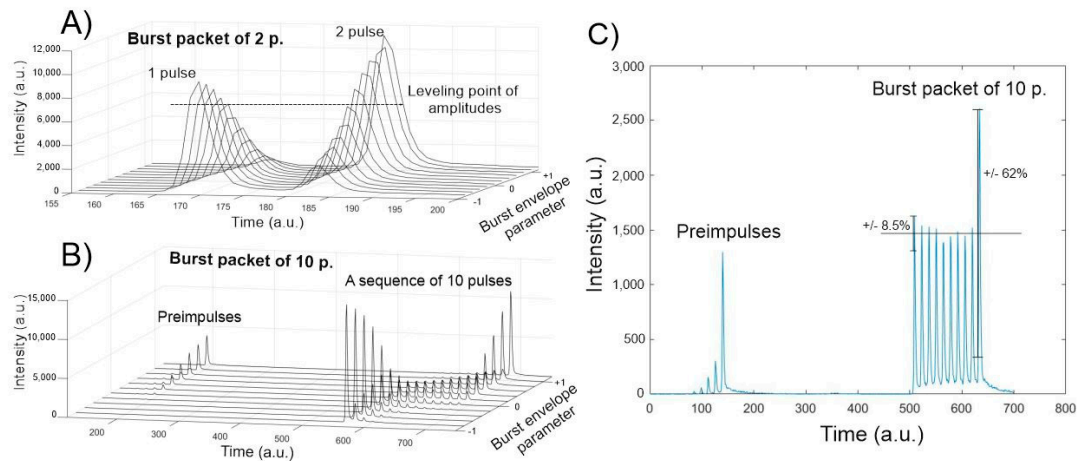 A)
Burst packet of 2 p.
2 pulse
1 pulse
Leveling point of
amplitudes
Intensity (a.u.)
12,000
10,000
8,000
6,000
4,000
2,000
0
155
160
165
170
175
180
185
190
195
200
Time (a.u.)
-1
0
+1
Burst envelope
parameter
B)
Burst packet of 10 p.
A sequence of 10 pulses
Preimpulses
Intensity (a.u.)
15,000
10,000
5,000
0
200
300
400
500
600
700
Time (a.u.)
-1
0
+1
Burst envelope
parameter
C)
Burst packet of 10 p.
+/- 62%
+/- 8.5%
Preimpulses
Intensity (a.u.)
3,000
2,500
2,000
1,500
1,000
500
0
0
100
200
300
400
500
600
700
800
Time (a.u.)